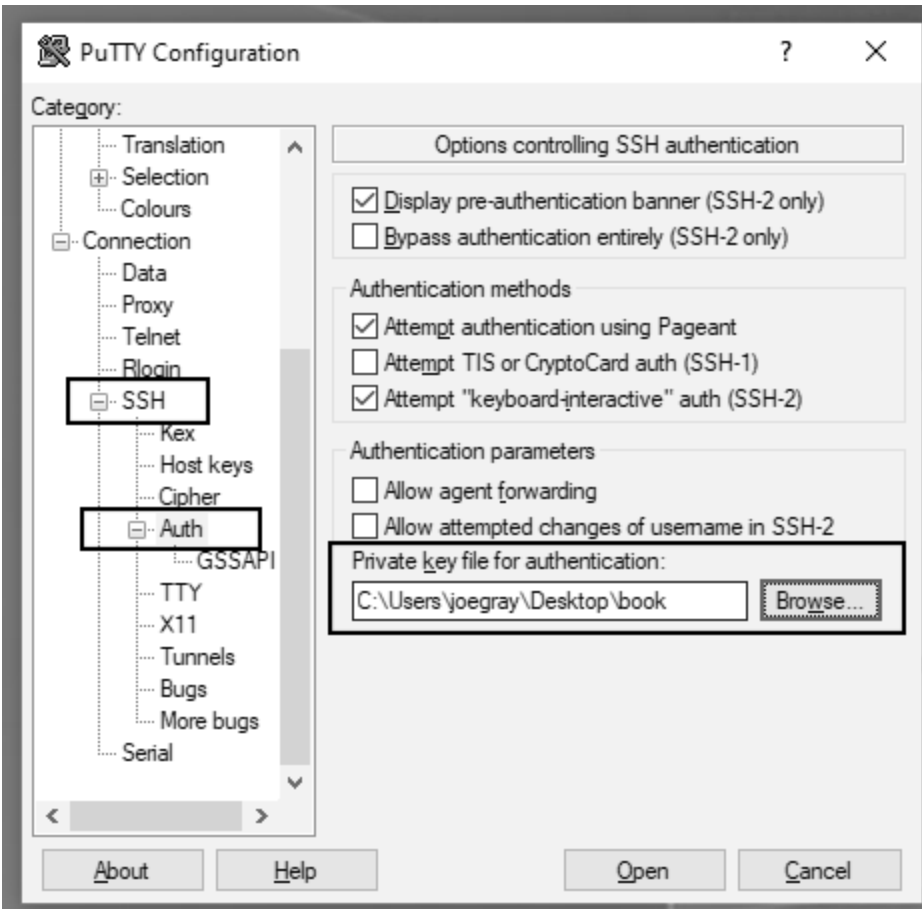 PuTTY Configuration ? ×
Category:
Translation
Selection
Colours
Connection
Data
Proxy
Telnet
Rlogin
SSH
Kex
Host keys
Cipher
Auth
GSSAPI
TTY
X11
Tunnels
Bugs
More bugs
Serial
Options controlling SSH authentication
Display pre-authentication banner (SSH-2 only)
Bypass authentication entirely (SSH-2 only)
Authentication methods
Attempt authentication using Pageant
Attempt TIS or CryptoCard auth (SSH-1)
Attempt "keyboard-interactive" auth (SSH-2)
Authentication parameters
Allow agent forwarding
Allow attempted changes of username in SSH-2
Private key file for authentication:
C:\Users\joegray\Desktop\book Browse...
About Help Open Cancel